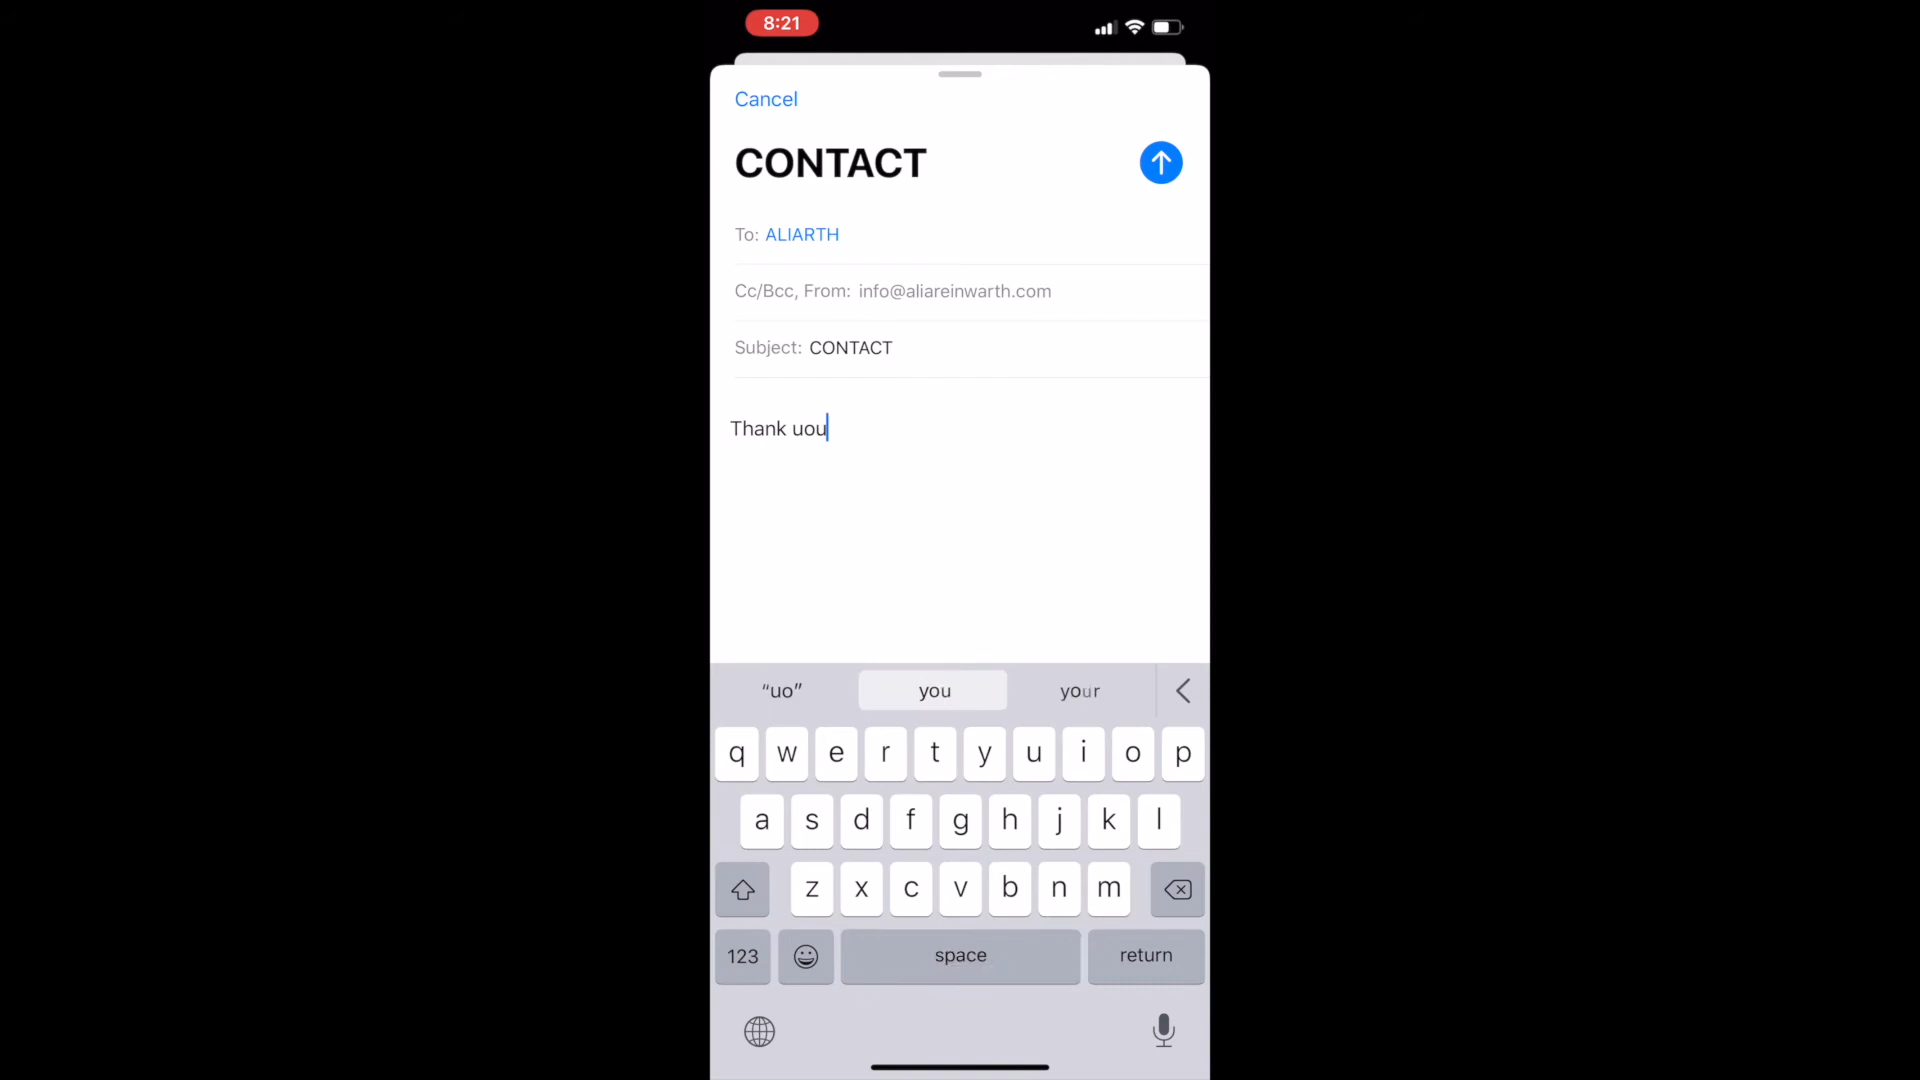 8:21
Cancel
CONTACT
To: ALIARTH
Cc/Bcc, From: info@aliareinwarth.com
Subject: CONTACT
Thank uou
“uo” you your
q w e r t y u i o p
a s d f g h j k l
z x c v b n m
123 space return